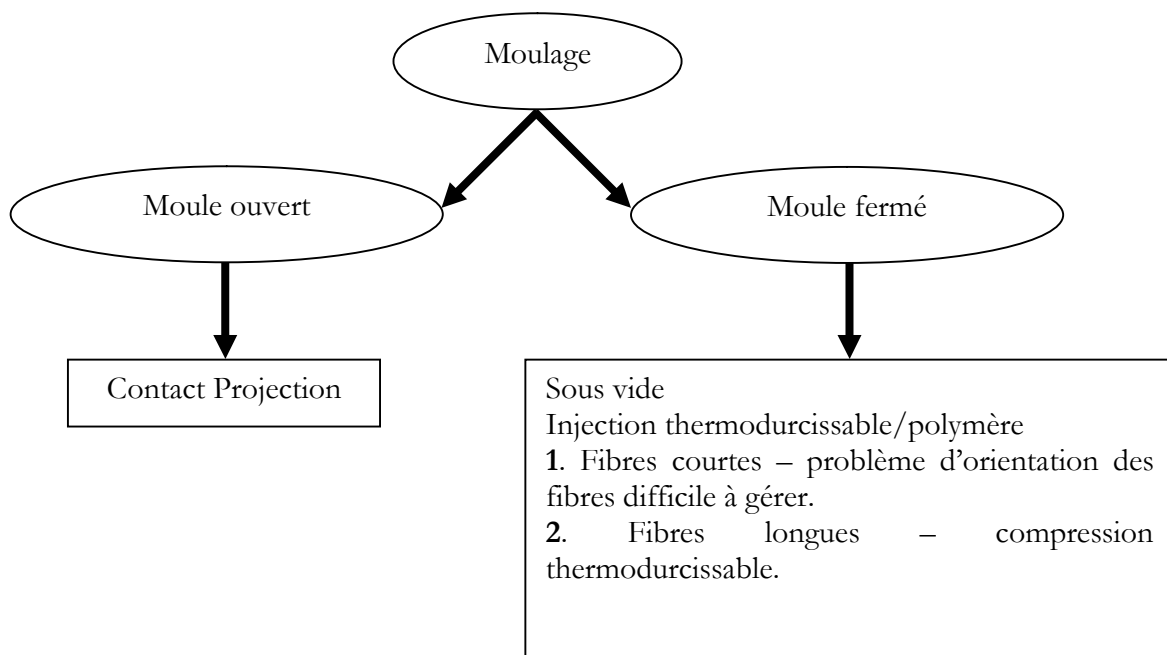 Moulage
Moule ouvert
Moule fermé
Contact Projection
Sous vide
Injection thermodurcissable/polymère
1. Fibres courtes – problème d'orientation des
fibres difficile à gérer.
2. Fibres longues – compression
thermodurcissable.